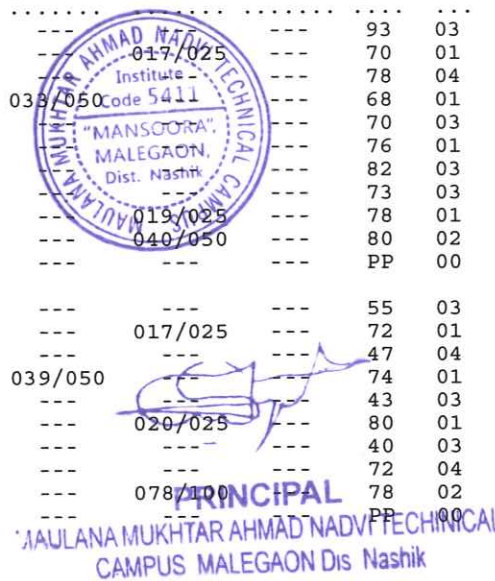 ....... ....... ....... .... ...
--- --- --- 93 03
--- 017/025 --- 70 01
--- --- --- 78 04
033/050 --- --- 68 01
--- --- --- 70 03
--- --- --- 76 01
--- --- --- 82 03
--- --- --- 73 03
--- 019/025 --- 78 01
--- 040/050 --- 80 02
--- --- --- PP 00
MAULANA MUKHTAR AHMAD NADVI TECHNICAL CAMPUS
Institute
Code 5411
"MANSOORA",
MALEGAON,
Dist. Nashik
--- --- --- 55 03
--- 017/025 --- 72 01
--- --- --- 47 04
039/050 --- --- 74 01
--- --- --- 43 03
--- 020/025 --- 80 01
--- --- --- 40 03
--- --- --- 72 04
--- 078/100 --- 78 02
--- --- --- PP 00
PRINCIPAL
MAULANA MUKHTAR AHMAD NADVI TECHINICAL
CAMPUS MALEGAON Dis Nashik